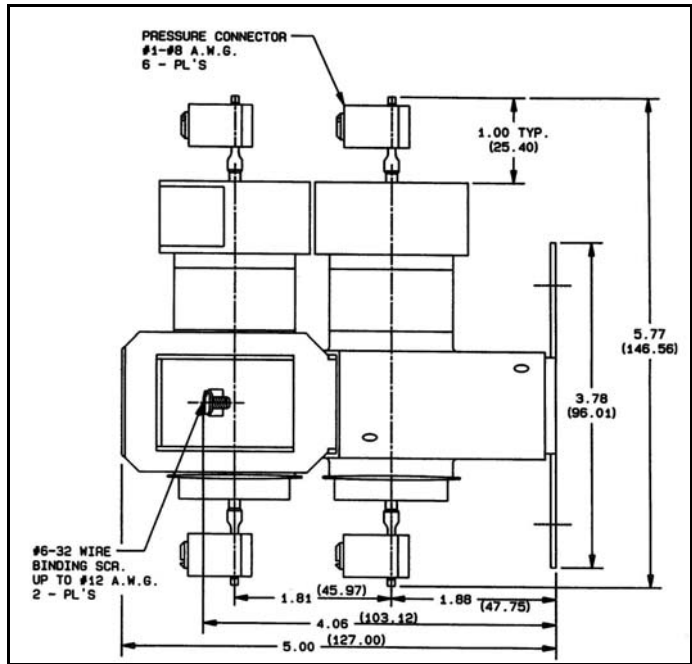 PRESSURE CONNECTOR
#1-#8 A.W.G.
6 - PL'S
1.00 TYP.
(25.40)
5.77
(146.56)
3.78
(96.01)
#6-32 WIRE
BINDING SCR.
UP TO #12 A.W.G.
2 - PL'S
1.81 (45.97)
1.88 (47.75)
4.06 (103.12)
5.00 (127.00)